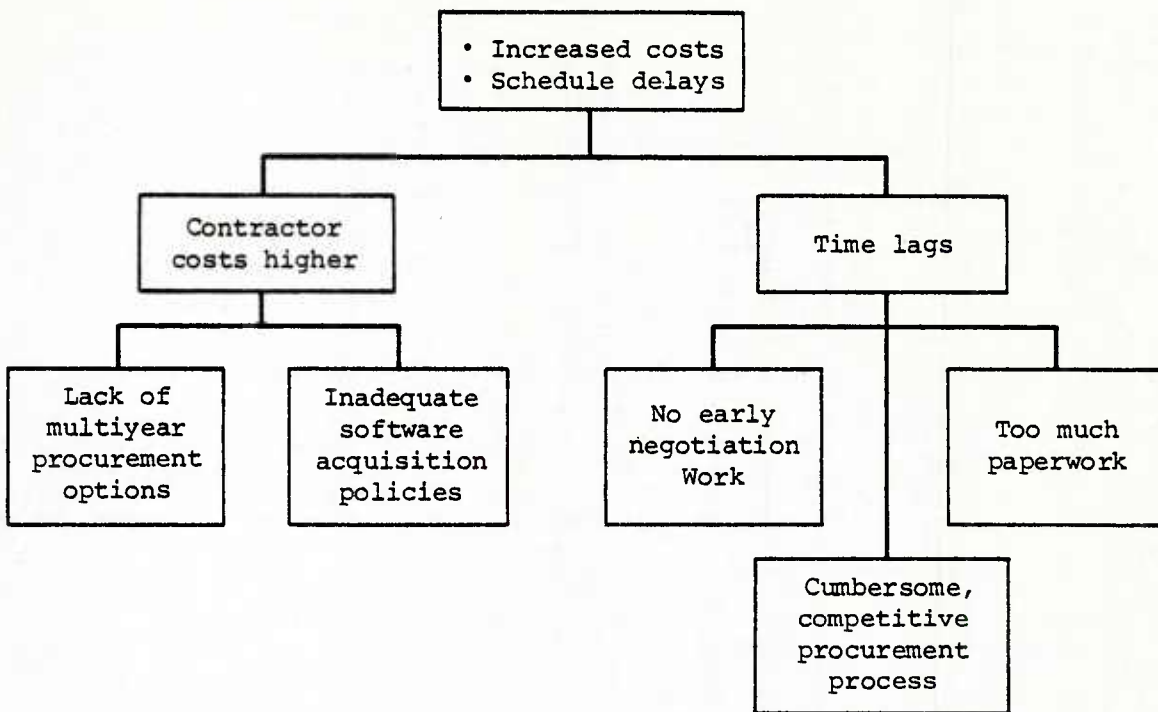 • Increased costs
• Schedule delays
Contractor
costs higher
Time lags
Lack of
multiyear
procurement
options
Inadequate
software
acquisition
policies
No early
negotiation
Work
Too much
paperwork
Cumbersome,
competitive
procurement
process